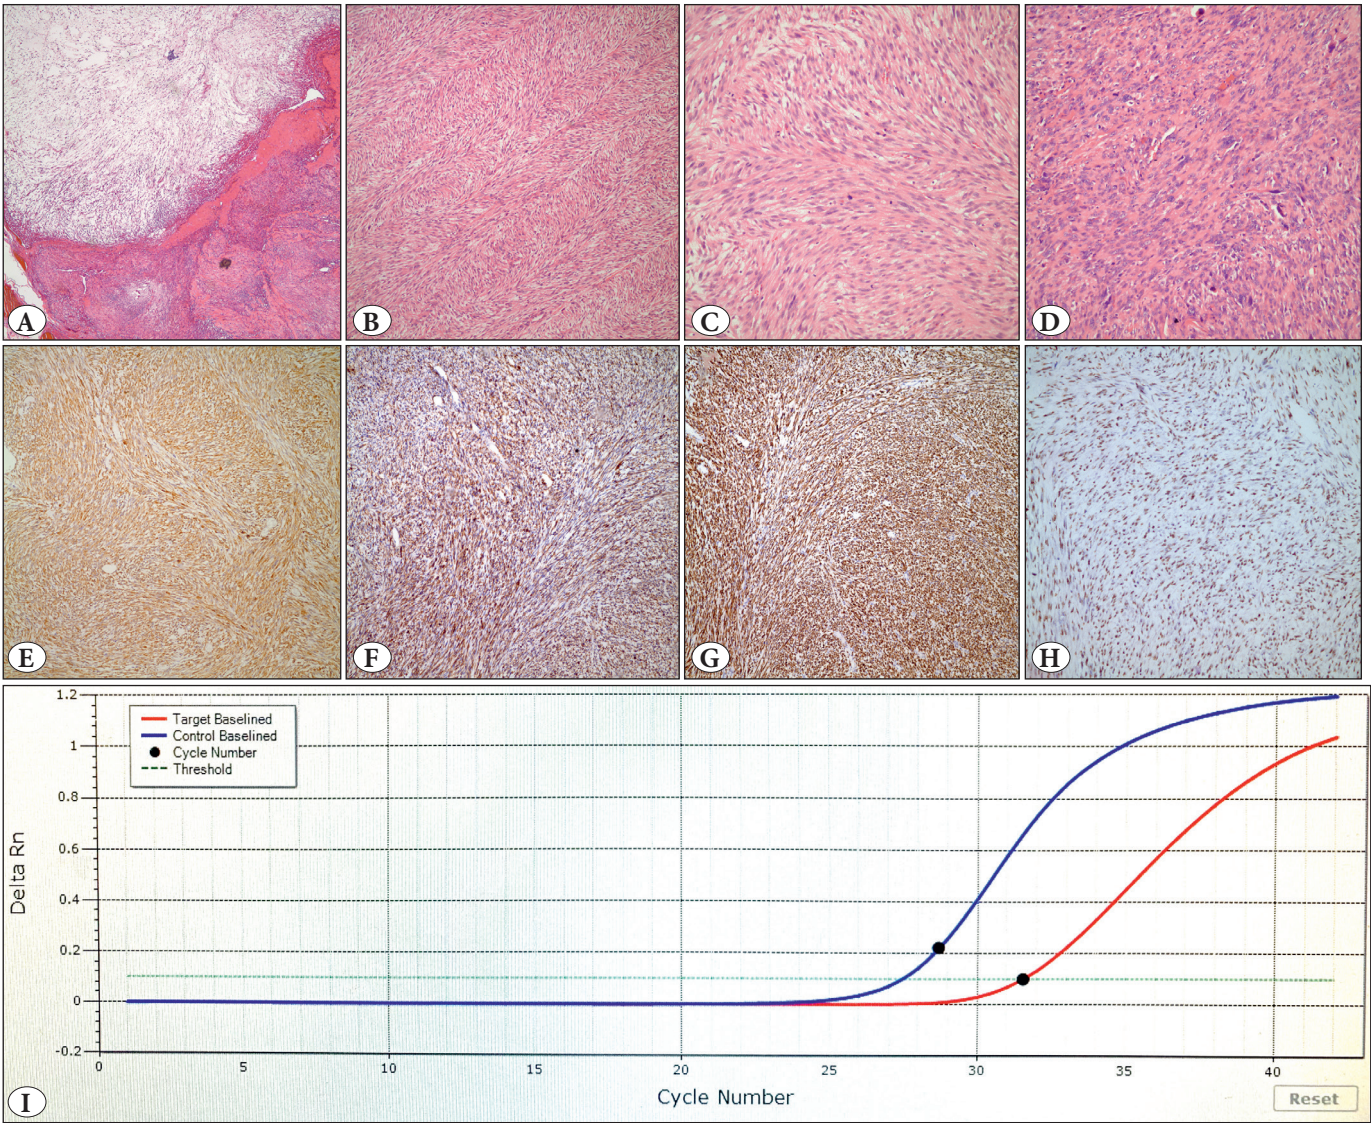 A
B
C
D
E
F
G
H
1.2
1
0.8
0.6
0.4
0.2
0
-0.2
Delta Rn
Target Baselined
Control Baselined
Cycle Number
Threshold
0 5 10 15 20 25 30 35 40
Cycle Number
Reset
I